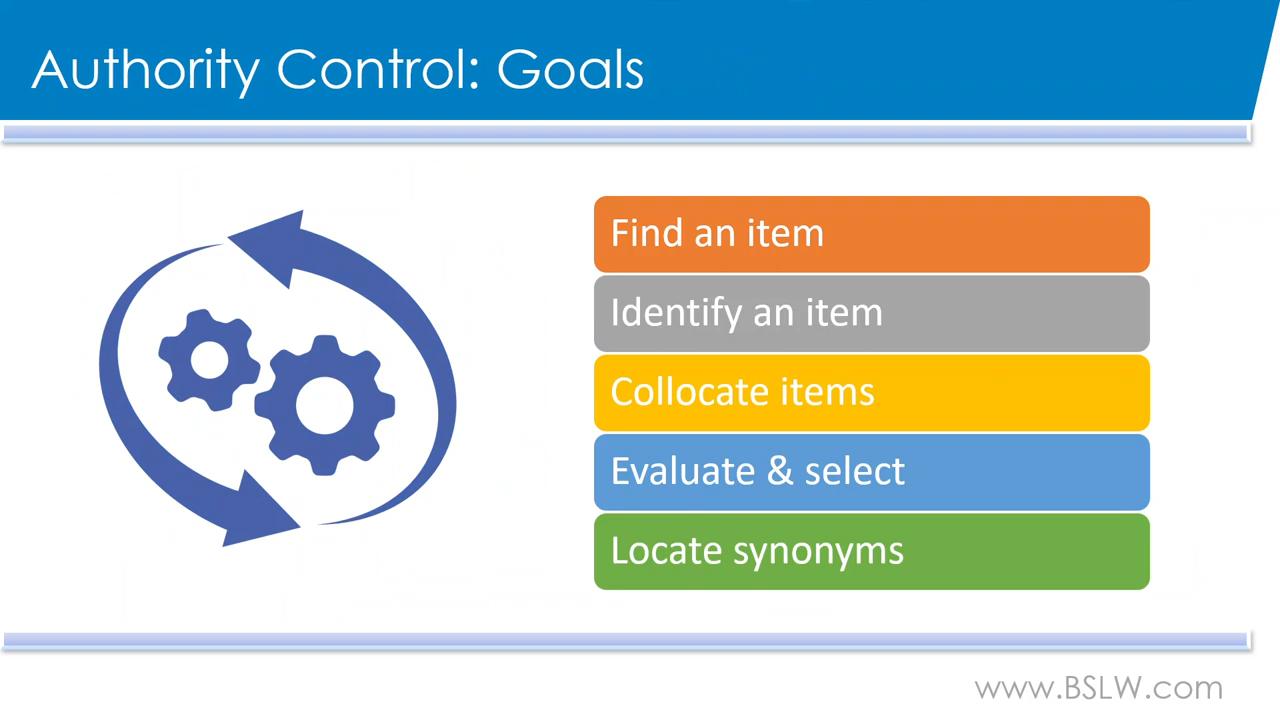 Authority Control: Goals
Find an item
Identify an item
Collocate items
Evaluate & select
Locate synonyms
www.BSLW.com